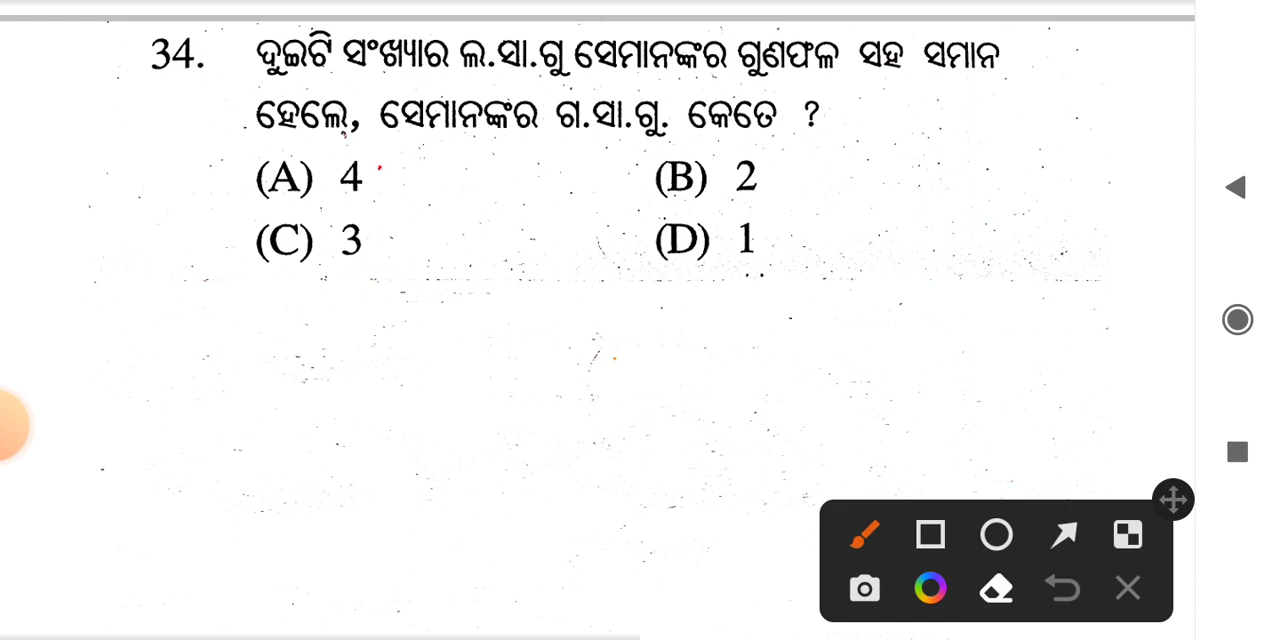 34. ଦୁଇଟି ସଂଖ୍ୟାର ଲ.ସା.ଗୁ ସେମାନଙ୍କର ଗୁଣଫଳ ସହ ସମାନ
ହେଲେ, ସେମାନଙ୍କର ଗ.ସା.ଗୁ. କେତେ ?
(A) 4 (B) 2
(C) 3 (D) 1